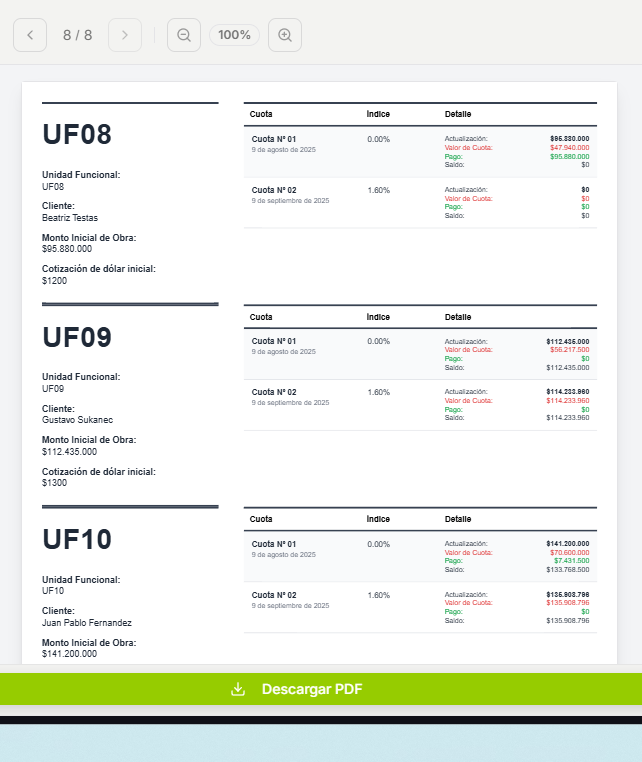 8 / 8
100%
UF08
Unidad Funcional:
UF08
Cliente:
Beatriz Testas
Monto Inicial de Obra:
$95.880.000
Cotización de dólar inicial:
$1200
Cuota Índice Detalle
Cuota Nº 01 0.00% Actualización: $95.880.000
9 de agosto de 2025 Valor de Cuota: $47.940.000
Pago: $95.880.000
Saldo: $0
Cuota Nº 02 1.60% Actualización: $0
9 de septiembre de 2025 Valor de Cuota: $0
Pago: $0
Saldo: $0
UF09
Unidad Funcional:
UF09
Cliente:
Gustavo Sukanec
Monto Inicial de Obra:
$112.435.000
Cotización de dólar inicial:
$1300
Cuota Índice Detalle
Cuota Nº 01 0.00% Actualización: $112.435.000
9 de agosto de 2025 Valor de Cuota: $56.217.500
Pago: $0
Saldo: $112.435.000
Cuota Nº 02 1.60% Actualización: $114.233.960
9 de septiembre de 2025 Valor de Cuota: $114.233.960
Pago: $0
Saldo: $114.233.960
UF10
Unidad Funcional:
UF10
Cliente:
Juan Pablo Fernandez
Monto Inicial de Obra:
$141.200.000
Cuota Índice Detalle
Cuota Nº 01 0.00% Actualización: $141.200.000
9 de agosto de 2025 Valor de Cuota: $70.600.000
Pago: $7.431.500
Saldo: $133.768.500
Cuota Nº 02 1.60% Actualización: $135.908.796
9 de septiembre de 2025 Valor de Cuota: $135.908.796
Pago: $0
Saldo: $135.908.796
Descargar PDF